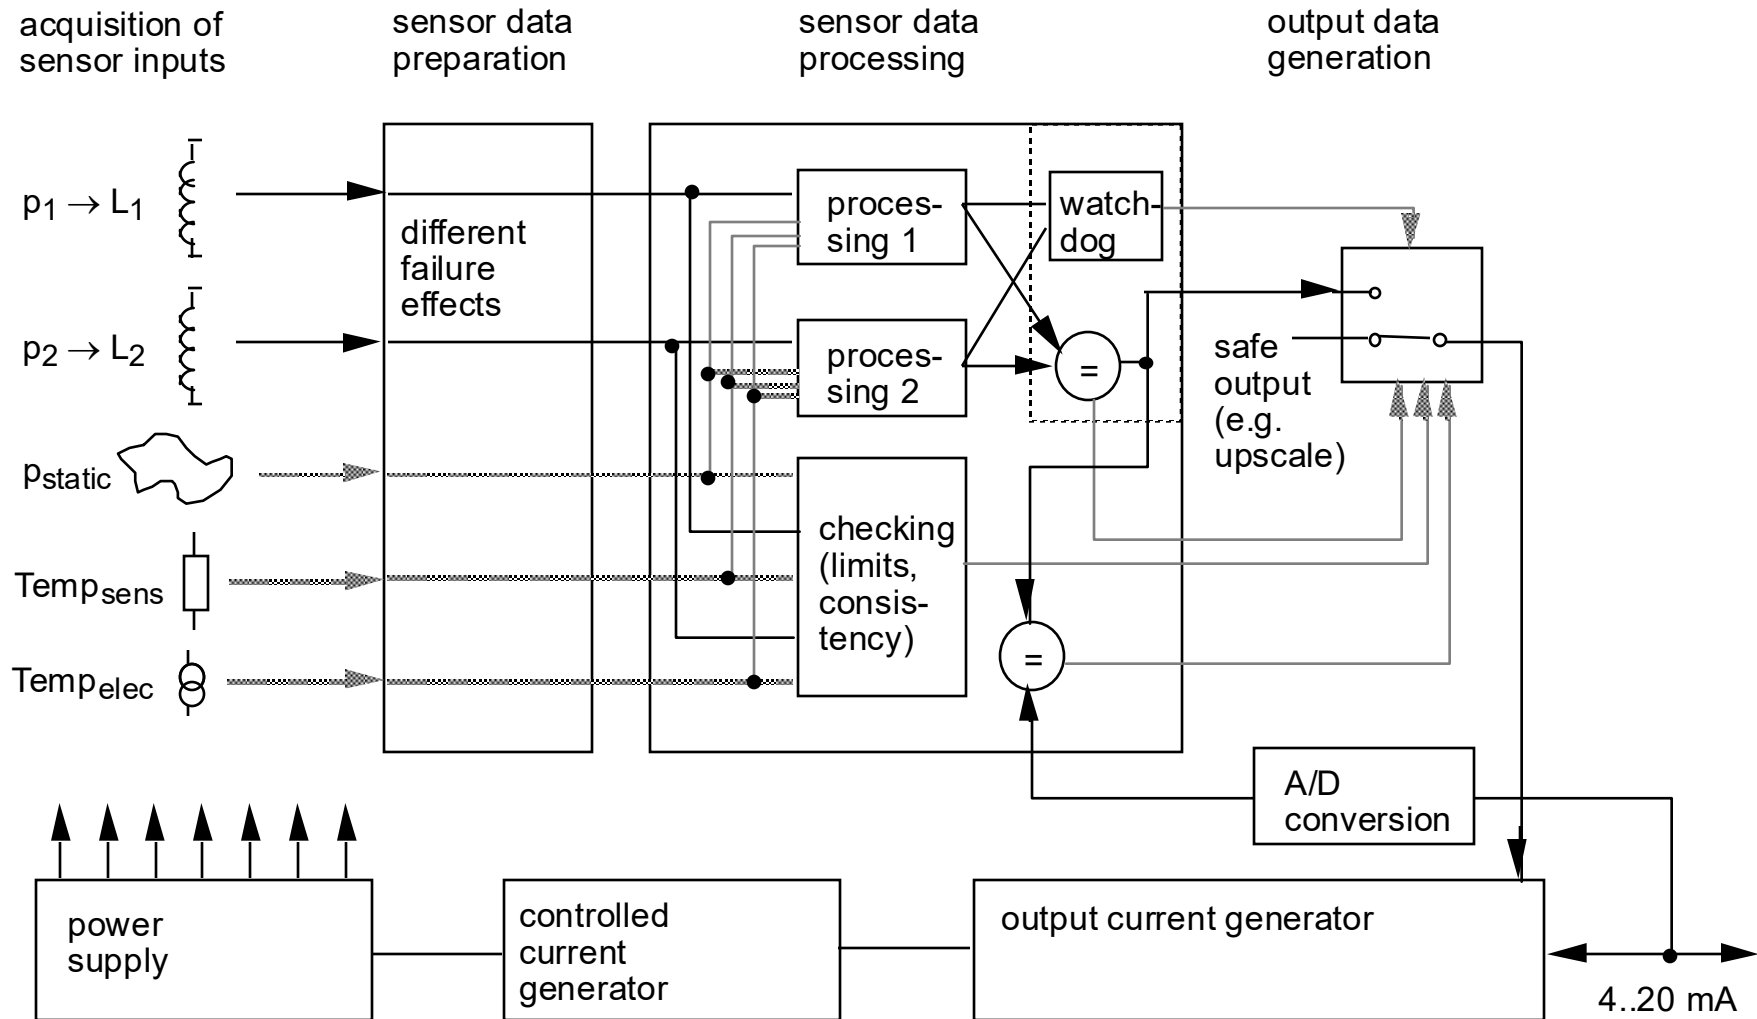 acquisition of
sensor inputs
sensor data
preparation
sensor data
processing
output data
generation
p1 → L1
different
failure
effects
proces-
sing 1
watch-
dog
p2 → L2
proces-
sing 2
=
safe
output
(e.g.
upscale)
pstatic
checking
(limits,
consis-
tency)
Tempsens
=
Tempelec
A/D
conversion
power
supply
controlled
current
generator
output current generator
4..20 mA